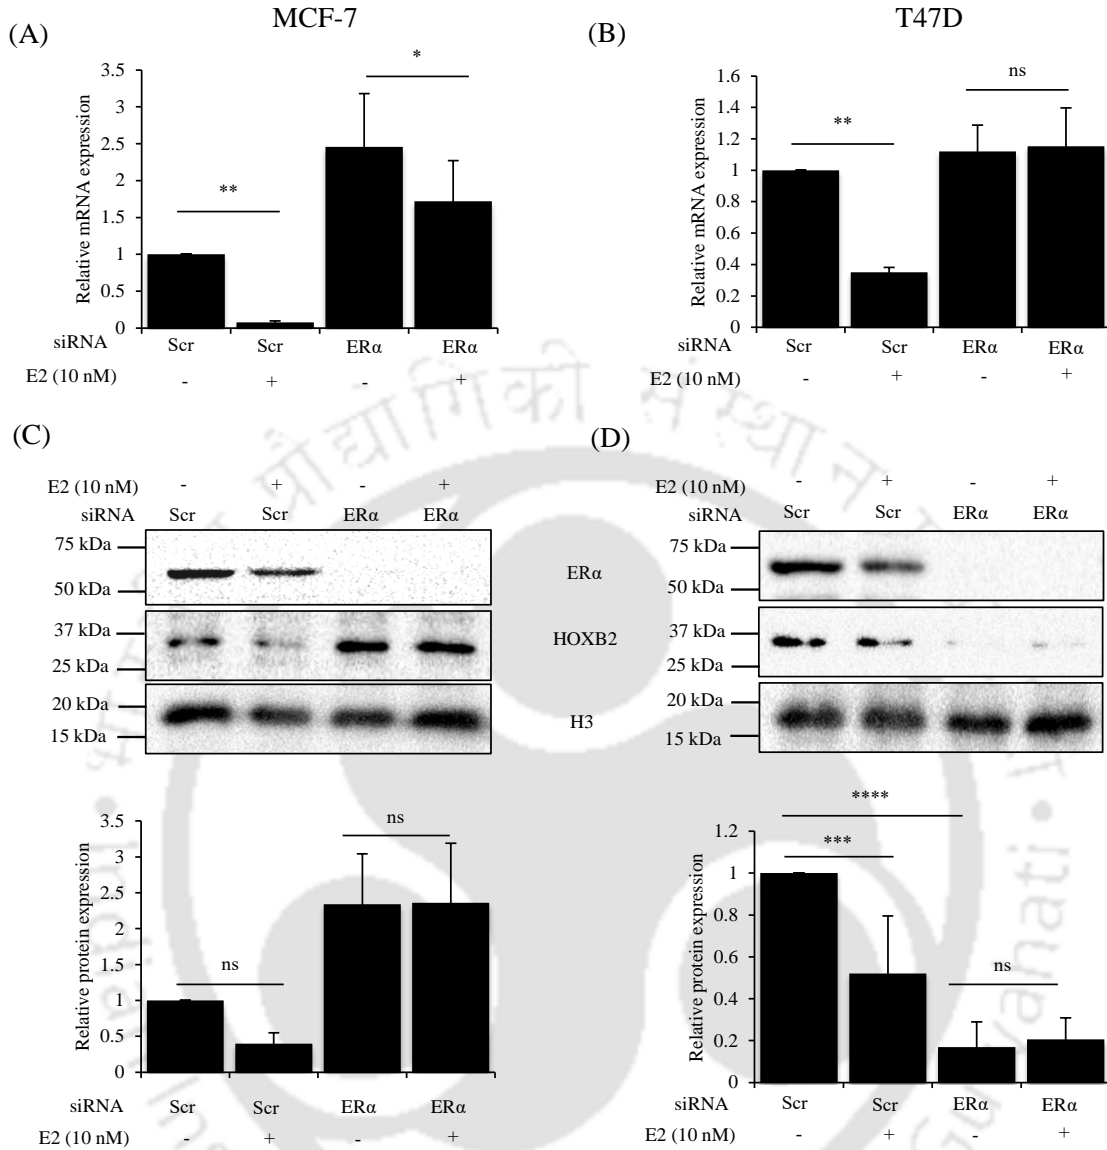 MCF-7
T47D
(A)
(B)
Relative mRNA expression
3.5
3
2.5
2
1.5
1
0.5
0
**
*
siRNA Scr Scr ERα ERα
E2 (10 nM) - + - +
Relative mRNA expression
1.6
1.4
1.2
1
0.8
0.6
0.4
0.2
0
**
ns
siRNA Scr Scr ERα ERα
E2 (10 nM) - + - +
(C)
E2 (10 nM) - + - +
siRNA Scr Scr ERα ERα
75 kDa
50 kDa
37 kDa
25 kDa
20 kDa
15 kDa
ERα
HOXB2
H3
(D)
E2 (10 nM) - + - +
siRNA Scr Scr ERα ERα
75 kDa
50 kDa
37 kDa
25 kDa
20 kDa
15 kDa
Relative protein expression
3.5
3
2.5
2
1.5
1
0.5
0
ns
ns
siRNA Scr Scr ERα ERα
E2 (10 nM) - + - +
Relative protein expression
1.2
1
0.8
0.6
0.4
0.2
0
****
***
ns
siRNA Scr Scr ERα ERα
E2 (10 nM) - + - +